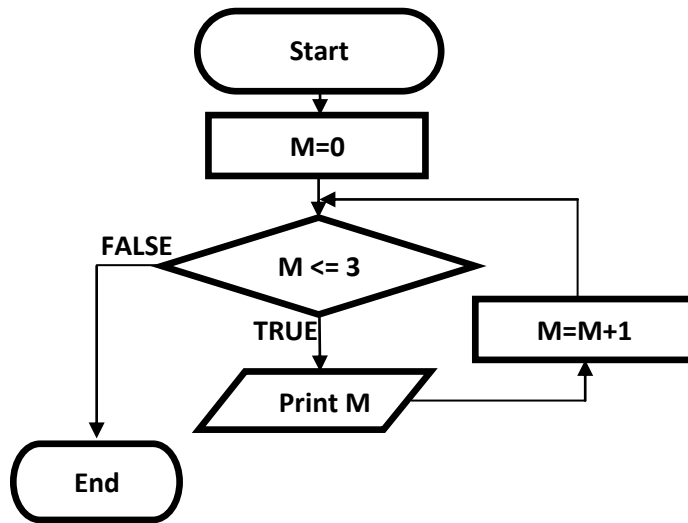 Start
M=0
FALSE
M <= 3
TRUE
M=M+1
Print M
End